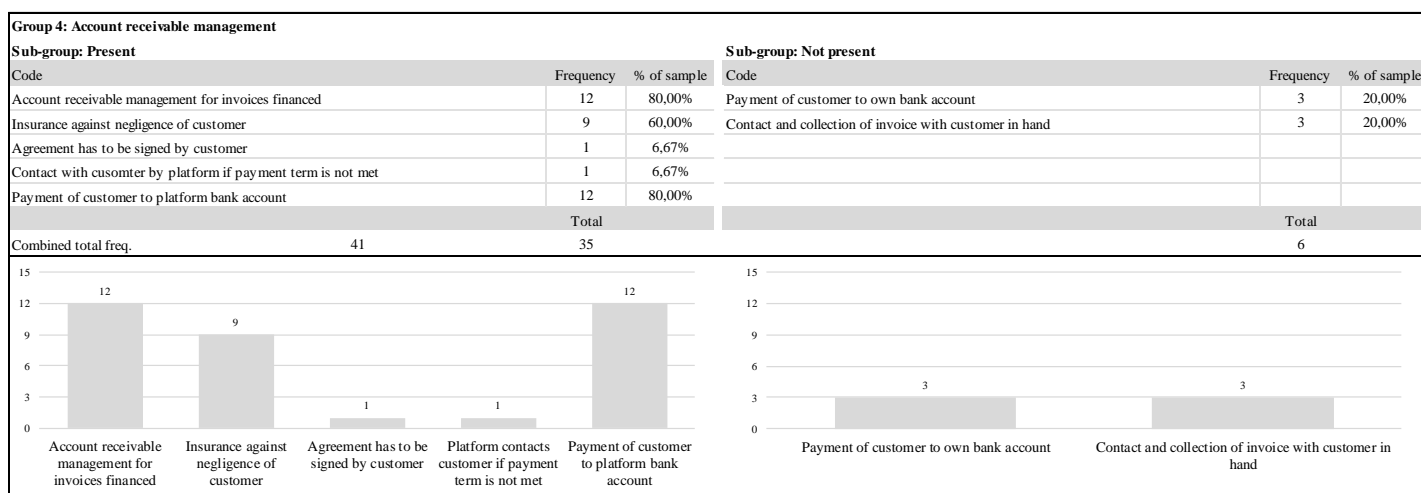 Group 4: Account receivable management
Sub-group: Present Sub-group: Not present
Code Frequency % of sample Code Frequency % of sample
Account receivable management for invoices financed 12 80,00% Payment of customer to own bank account 3 20,00%
Insurance against negligence of customer 9 60,00% Contact and collection of invoice with customer in hand 3 20,00%
Agreement has to be signed by customer 1 6,67%
Contact with cusomter by platform if payment term is not met 1 6,67%
Payment of customer to platform bank account 12 80,00%
Total Total
Combined total freq. 41 35 6
15
12
9
6
3
0
12
9
1
1
12
Account receivable
management for
invoices financed
Insurance against
negligence of
customer
Agreement has to be
signed by customer
Platform contacts
customer if payment
term is not met
Payment of customer
to platform bank
account
15
12
9
6
3
0
3
3
Payment of customer to own bank account
Contact and collection of invoice with customer in
hand